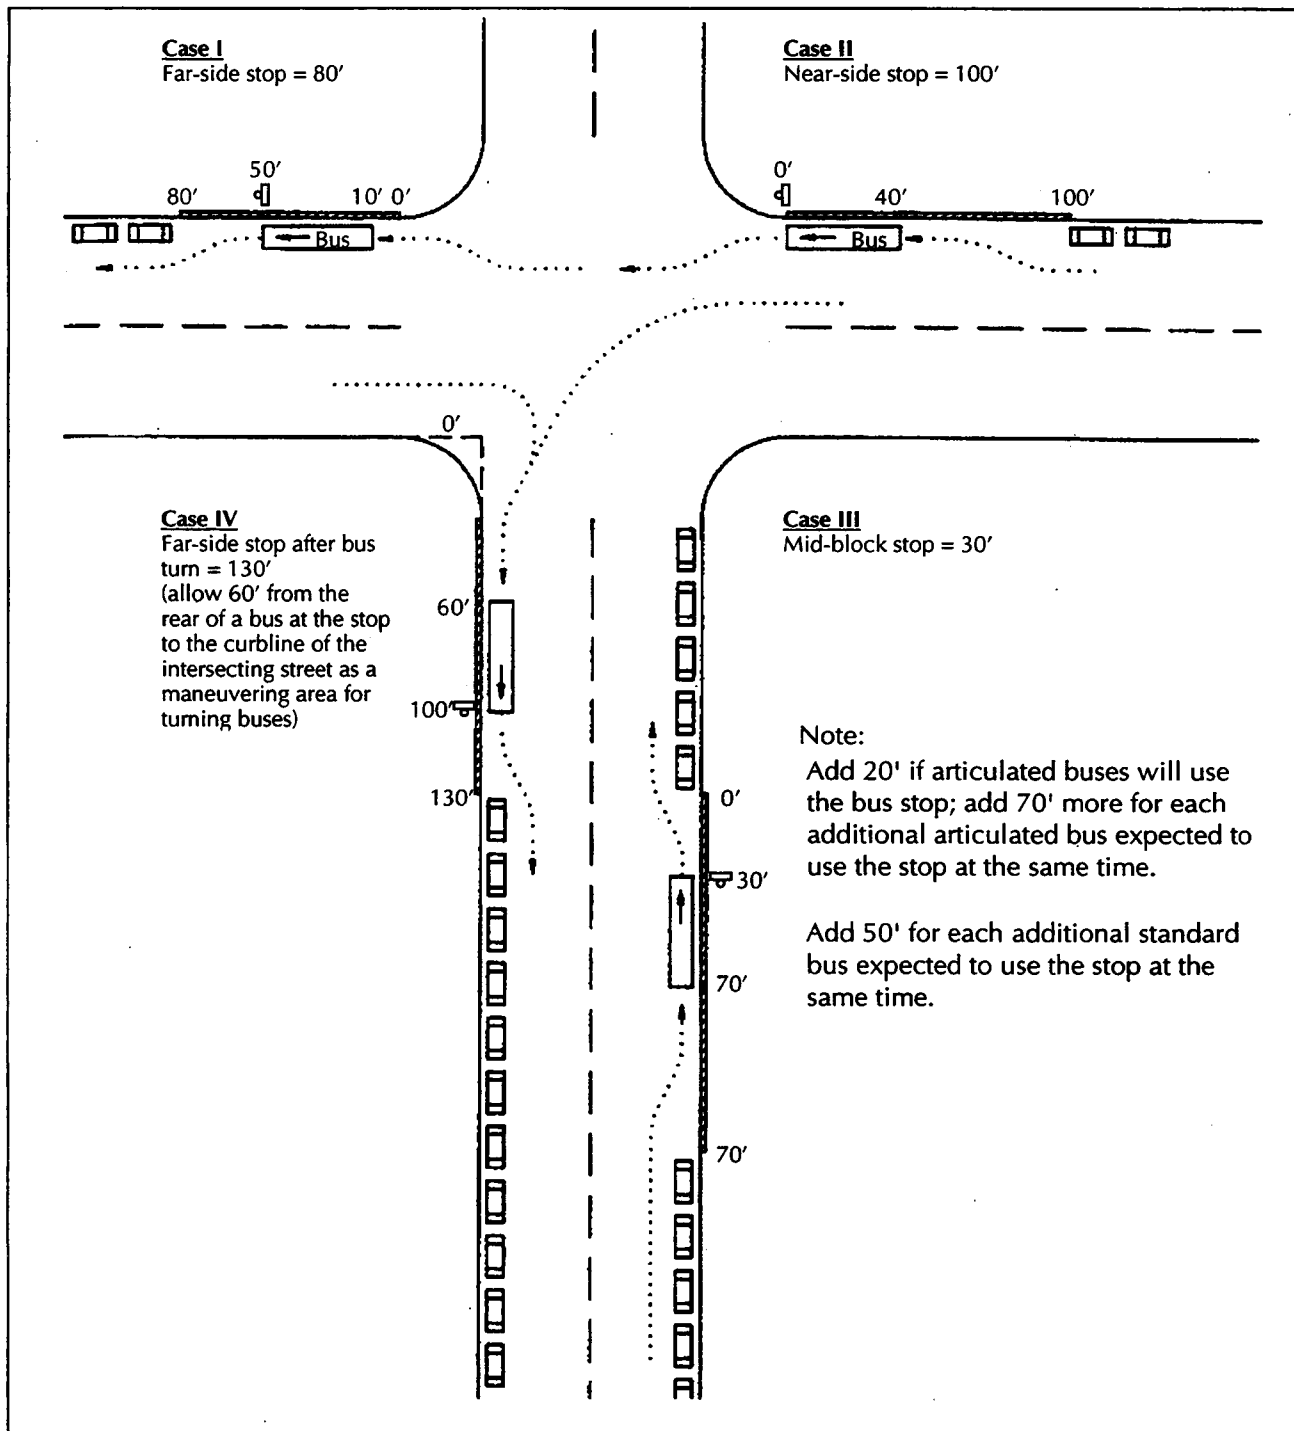 Case I
Far-side stop = 80′
Case II
Near-side stop = 100′
50′
80′
10′ 0′
Bus
0′
40′
100′
Bus
0′
Case IV
Far-side stop after bus
turn = 130′
(allow 60′ from the
rear of a bus at the stop
to the curbline of the
intersecting street as a
maneuvering area for
turning buses)
60′
100′
130′
Case III
Mid-block stop = 30′
0′
30′
70′
70′
Note:
Add 20' if articulated buses will use
the bus stop; add 70' more for each
additional articulated bus expected to
use the stop at the same time.
Add 50' for each additional standard
bus expected to use the stop at the
same time.